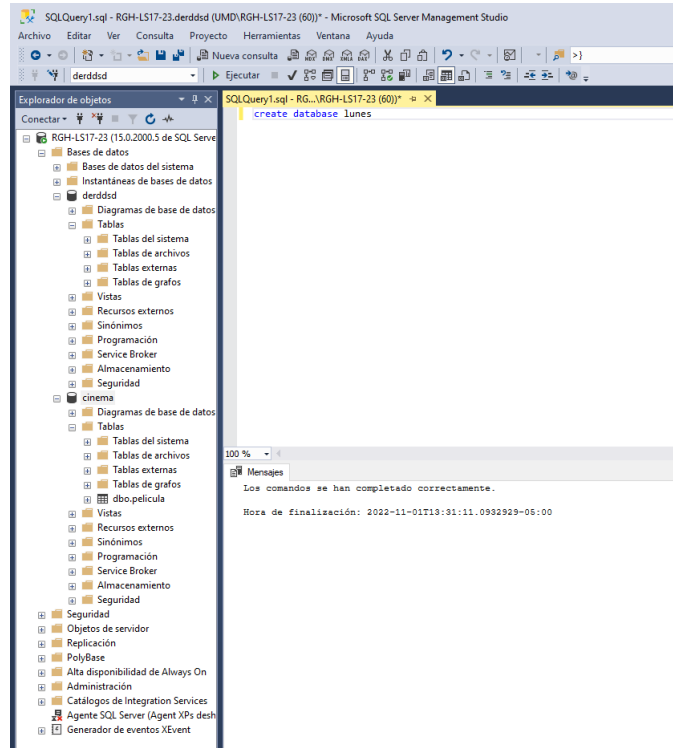 SQLQuery1.sql - RGH-LS17-23.derddsd (UMD\RGH-LS17-23 (60))* - Microsoft SQL Server Management Studio
Archivo Editar Ver Consulta Proyecto Herramientas Ventana Ayuda
Nueva consulta MDX DMX XMLA DAX >}
derddsd Ejecutar
Explorador de objetos
Conectar
RGH-LS17-23 (15.0.2000.5 de SQL Serve
Bases de datos
Bases de datos del sistema
Instantáneas de bases de datos
derddsd
Diagramas de base de datos
Tablas
Tablas del sistema
Tablas de archivos
Tablas externas
Tablas de grafos
Vistas
Recursos externos
Sinónimos
Programación
Service Broker
Almacenamiento
Seguridad
cinema
Diagramas de base de datos
Tablas
Tablas del sistema
Tablas de archivos
Tablas externas
Tablas de grafos
dbo.pelicula
Vistas
Recursos externos
Sinónimos
Programación
Service Broker
Almacenamiento
Seguridad
Seguridad
Objetos de servidor
Replicación
PolyBase
Alta disponibilidad de Always On
Administración
Catálogos de Integration Services
Agente SQL Server (Agent XPs desh
Generador de eventos XEvent
SQLQuery1.sql - RG...\RGH-LS17-23 (60))*
create database lunes
100 %
Mensajes
Los comandos se han completado correctamente.
Hora de finalización: 2022-11-01T13:31:11.0932929-05:00